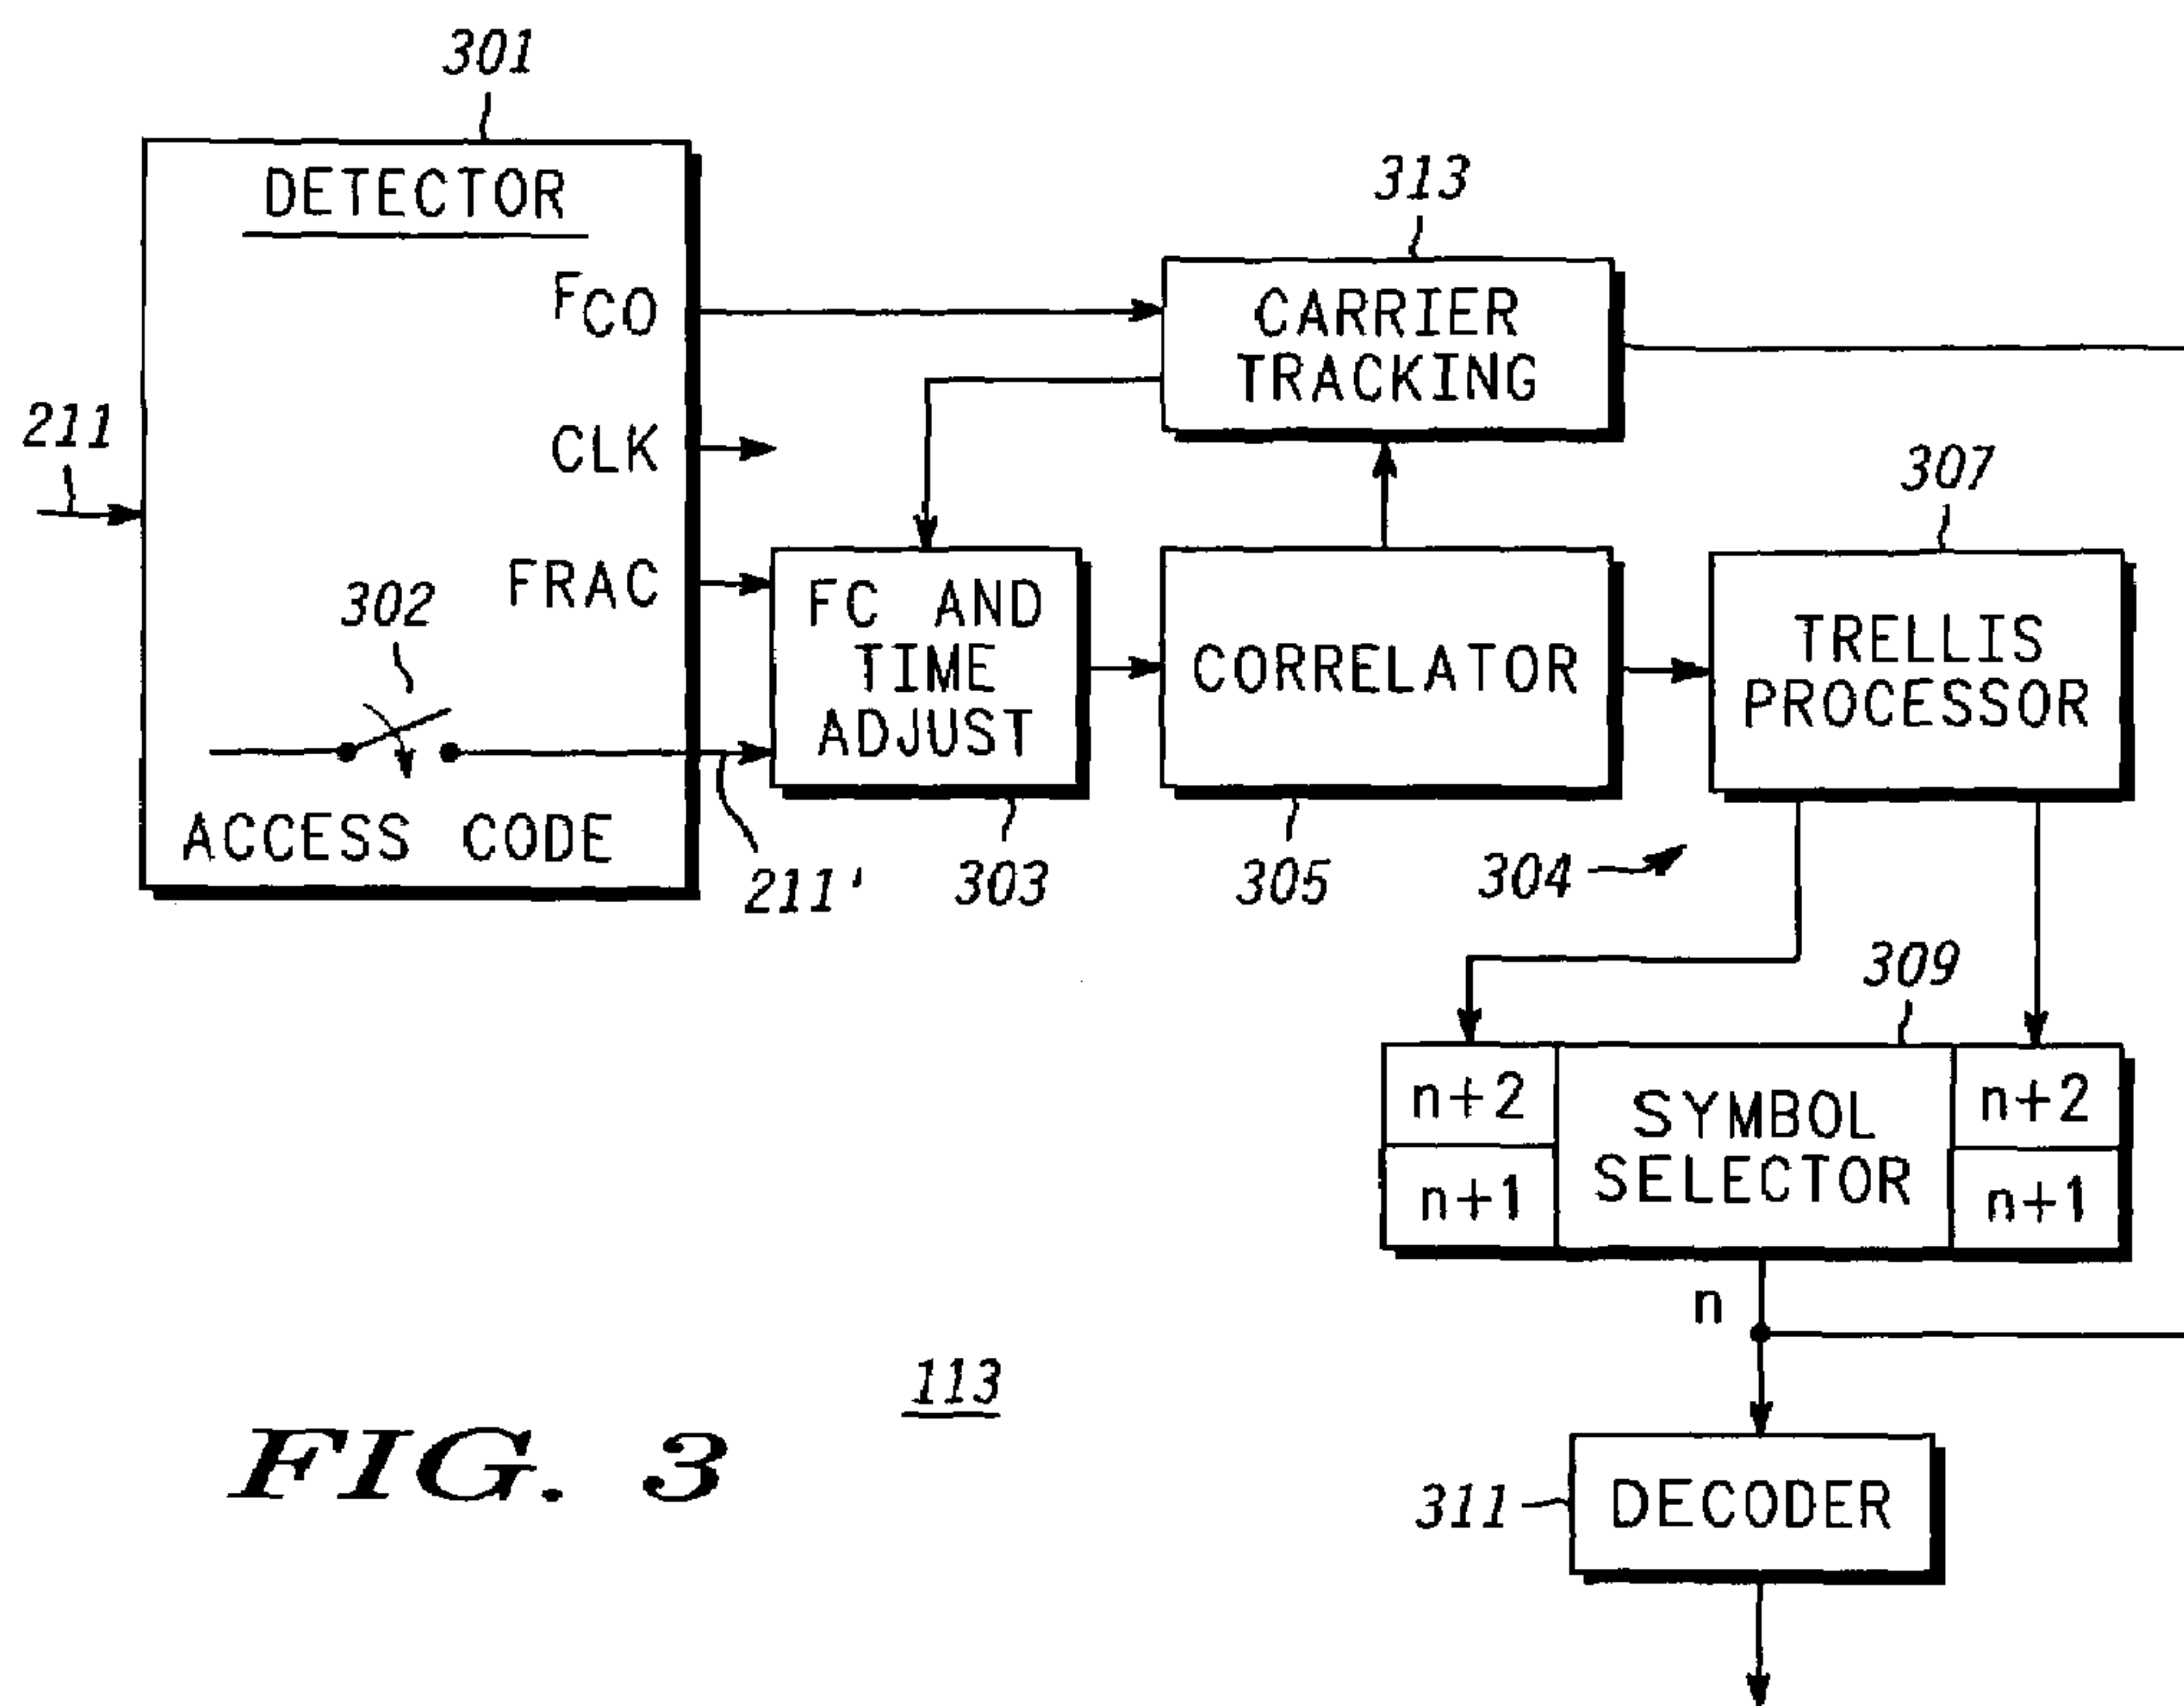 301
DETECTOR
FCO
CLK
FRAC
302
ACCESS CODE
211
211'
313
CARRIER
TRACKING
FC AND
TIME
ADJUST
303
CORRELATOR
305
307
TRELLIS
PROCESSOR
304
309
n+2
n+1
SYMBOL
SELECTOR
n+2
n+1
n
311
DECODER
113
FIG. 3